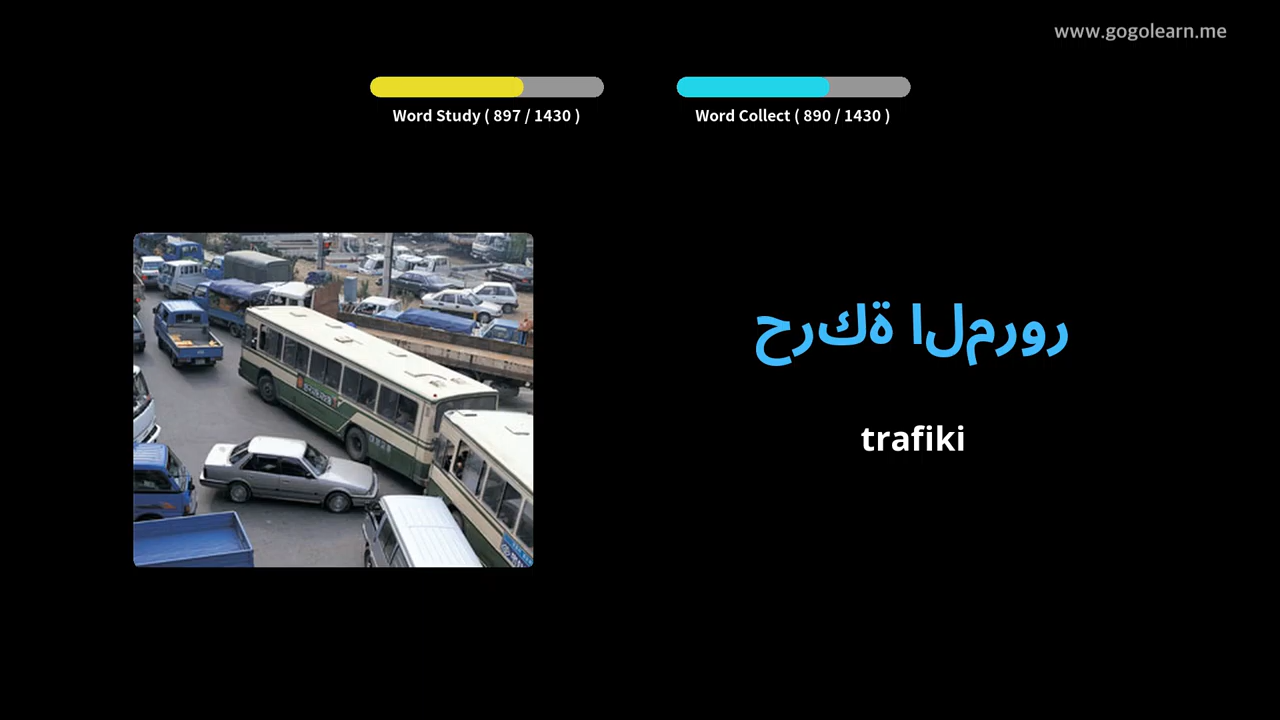 www.gogolearn.me
Word Study ( 897 / 1430 )
Word Collect ( 890 / 1430 )
حركة المرور
trafiki